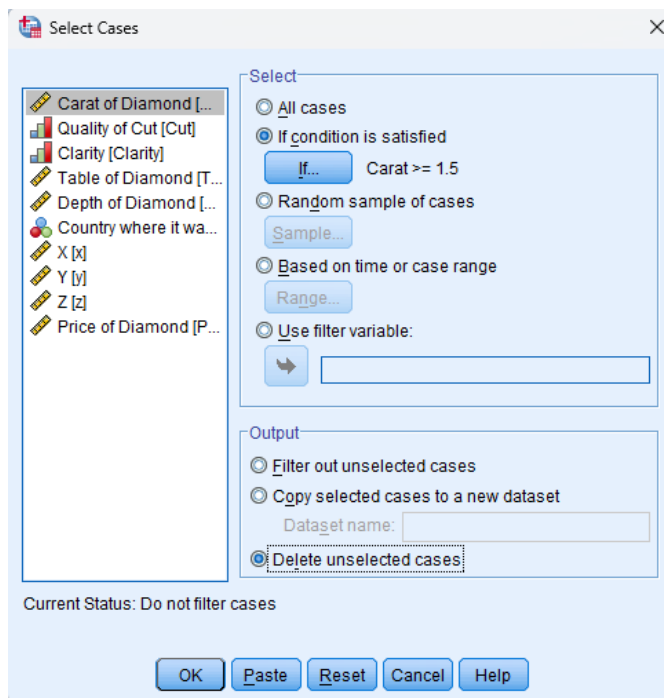 Select Cases
Carat of Diamond [...
Quality of Cut [Cut]
Clarity [Clarity]
Table of Diamond [T...
Depth of Diamond [...
Country where it wa...
X [x]
Y [y]
Z [z]
Price of Diamond [P...
Select
All cases
If condition is satisfied
If... Carat >= 1.5
Random sample of cases
Sample...
Based on time or case range
Range...
Use filter variable:
Output
Filter out unselected cases
Copy selected cases to a new dataset
Dataset name:
Delete unselected cases
Current Status: Do not filter cases
OK Paste Reset Cancel Help